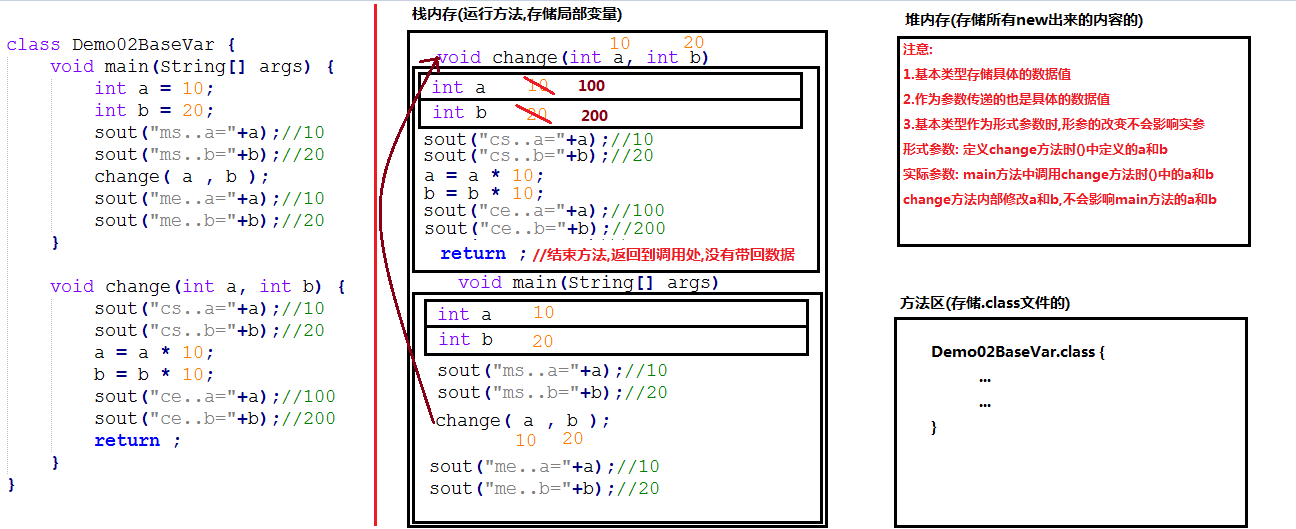 class Demo02BaseVar {
void main(String[] args) {
int a = 10;
int b = 20;
sout("ms..a="+a);//10
sout("ms..b="+b);//20
change( a , b );
sout("me..a="+a);//10
sout("me..b="+b);//20
}
void change(int a, int b) {
sout("cs..a="+a);//10
sout("cs..b="+b);//20
a = a * 10;
b = b * 10;
sout("ce..a="+a);//100
sout("ce..b="+b);//200
return ;
}
}
栈内存(运行方法,存储局部变量)
10 20
void change(int a, int b)
int a 10 100
int b 20 200
sout("cs..a="+a);//10
sout("cs..b="+b);//20
a = a * 10;
b = b * 10;
sout("ce..a="+a);//100
sout("ce..b="+b);//200
return ; //结束方法,返回到调用处,没有带回数据
void main(String[] args)
int a 10
int b 20
sout("ms..a="+a);//10
sout("ms..b="+b);//20
change( a , b );
10 20
sout("me..a="+a);//10
sout("me..b="+b);//20
堆内存(存储所有new出来的内容的)
注意:
1.基本类型存储具体的数据值
2.作为参数传递的也是具体的数据值
3.基本类型作为形式参数时,形参的改变不会影响实参
形式参数: 定义change方法时()中定义的a和b
实际参数: main方法中调用change方法时()中的a和b
change方法内部修改a和b,不会影响main方法的a和b
方法区(存储.class文件的)
Demo02BaseVar.class {
...
...
}